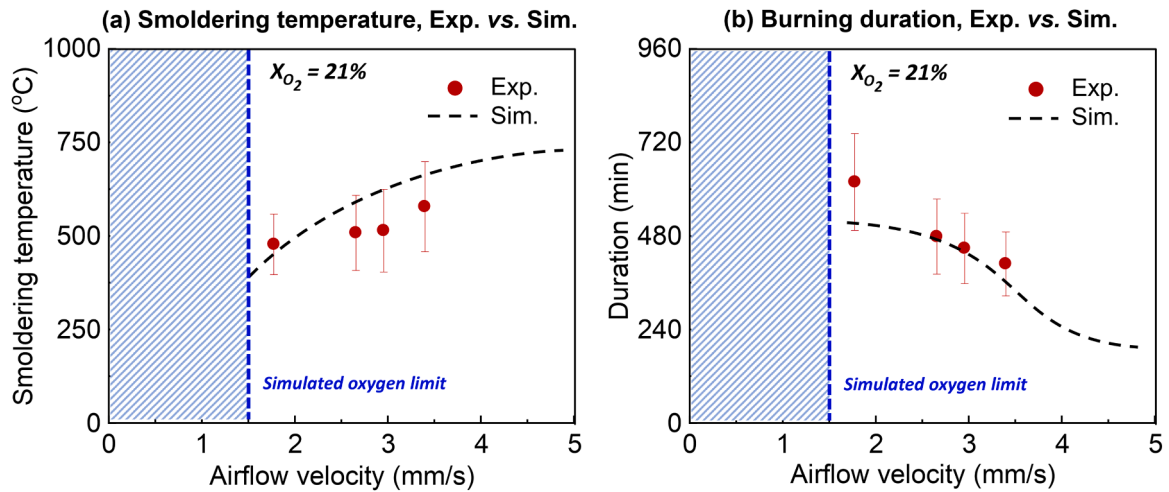 (a) Smoldering temperature, Exp. vs. Sim.
1000
750
500
250
0
Smoldering temperature (°C)
X_O₂ = 21%
Exp.
Sim.
Simulated oxygen limit
0 1 2 3 4 5
Airflow velocity (mm/s)
(b) Burning duration, Exp. vs. Sim.
960
720
480
240
0
Duration (min)
X_O₂ = 21%
Exp.
Sim.
Simulated oxygen limit
0 1 2 3 4 5
Airflow velocity (mm/s)